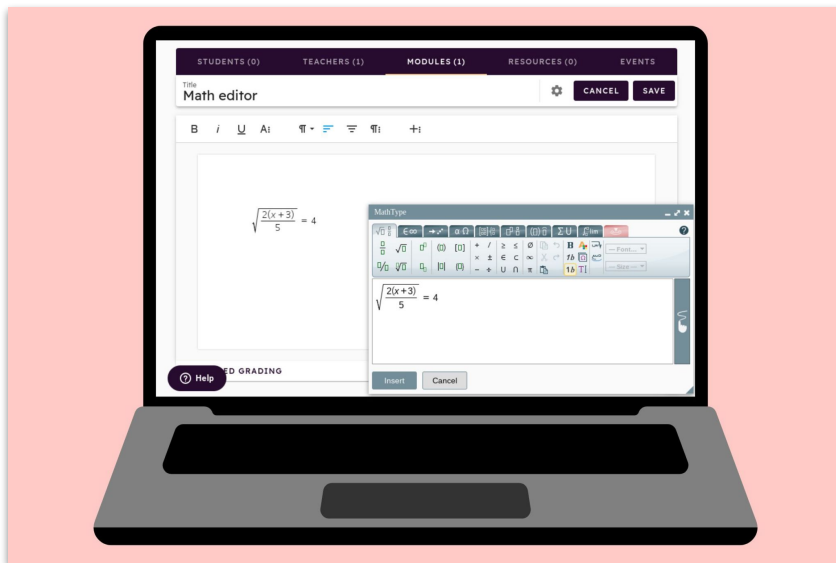 STUDENTS (0) TEACHERS (1) MODULES (1) RESOURCES (0) EVENTS
Title
Math editor
CANCEL SAVE
B i U A
√(2(x + 3)/5) = 4
MathType
√(2(x+3)/5) = 4
ED GRADING
Help
Insert Cancel